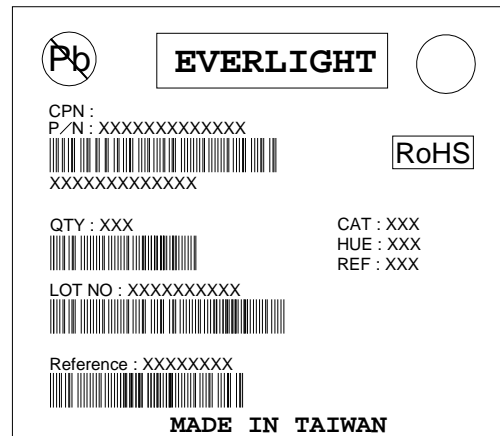 Pb
EVERLIGHT
CPN :
P/N : XXXXXXXXXXXXX
RoHS
XXXXXXXXXXXXX
QTY : XXX
CAT : XXX
HUE : XXX
REF : XXX
LOT NO : XXXXXXXXXX
Reference : XXXXXXXX
MADE IN TAIWAN